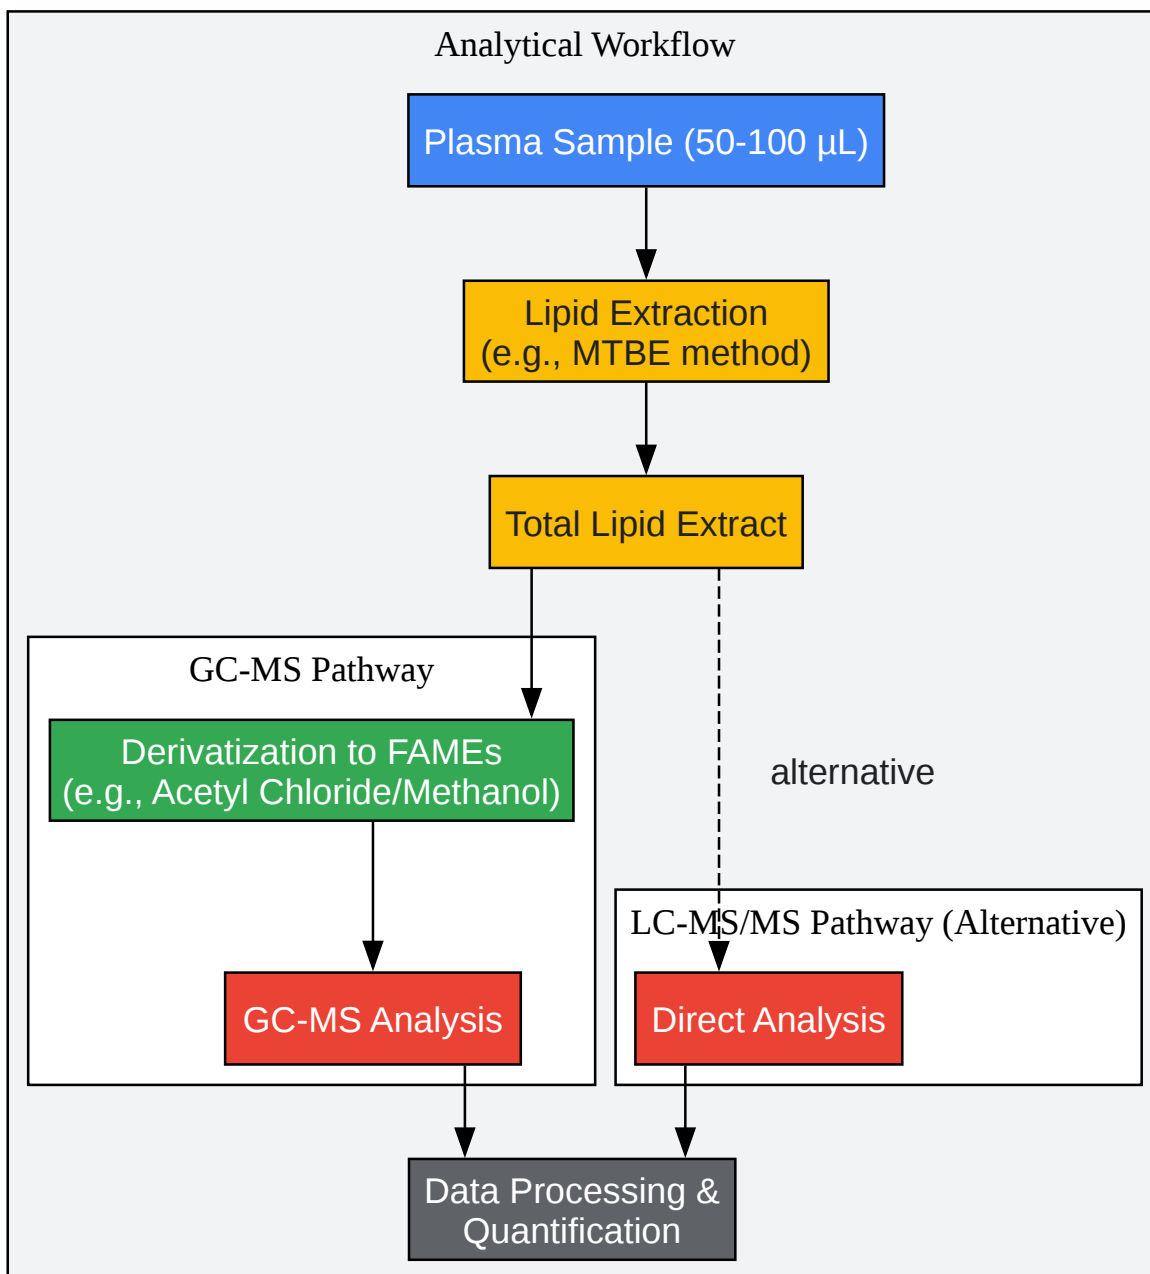 Analytical Workflow
Plasma Sample (50-100 µL)
Lipid Extraction
(e.g., MTBE method)
Total Lipid Extract
GC-MS Pathway
Derivatization to FAMEs
(e.g., Acetyl Chloride/Methanol)
alternative
LC-MS/MS Pathway (Alternative)
GC-MS Analysis
Direct Analysis
Data Processing &
Quantification